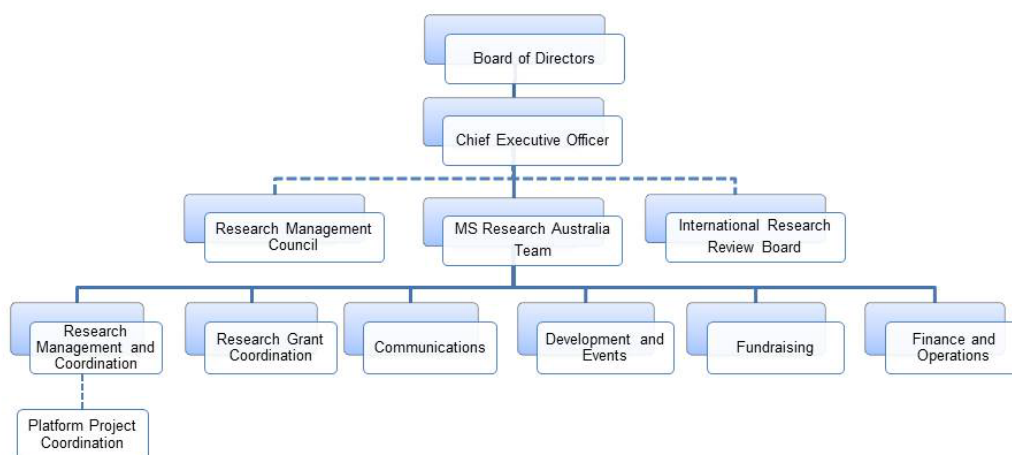 Board of Directors
Chief Executive Officer
Research Management
Council
MS Research Australia
Team
International Research
Review Board
Research
Management and
Coordination
Research Grant
Coordination
Communications
Development and
Events
Fundraising
Finance and
Operations
Platform Project
Coordination